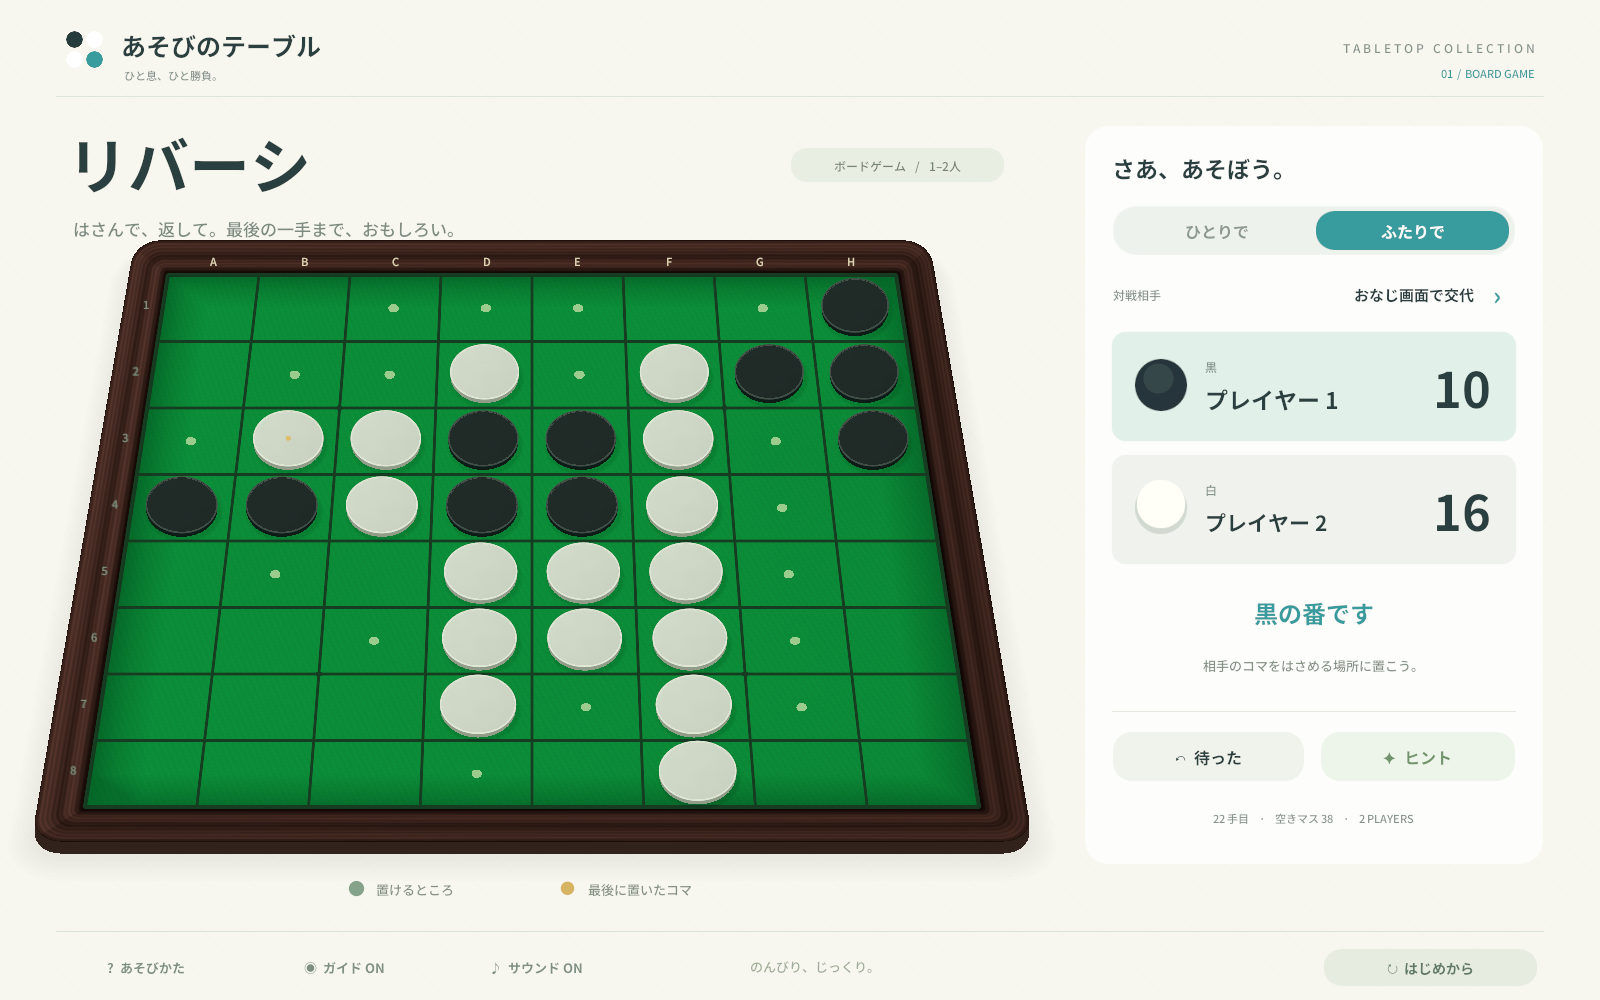 あそびのテーブル
ひと息、ひと勝負。
TABLETOP COLLECTION
01 / BOARD GAME
リバーシ
ボードゲーム / 1–2人
はさんで、返して。最後の一手まで、おもしろい。
A B C D E F G H
1
2
3
4
5
6
7
8
置けるところ
最後に置いたコマ
さあ、あそぼう。
ひとりで
ふたりで
対戦相手
おなじ画面で交代 ›
黒
プレイヤー 1
10
白
プレイヤー 2
16
黒の番です
相手のコマをはさめる場所に置こう。
⤺ 待った
✦ ヒント
22手目 · 空きマス 38 · 2 PLAYERS
? あそびかた
◉ ガイド ON
♪ サウンド ON
のんびり、じっくり。
↻ はじめから